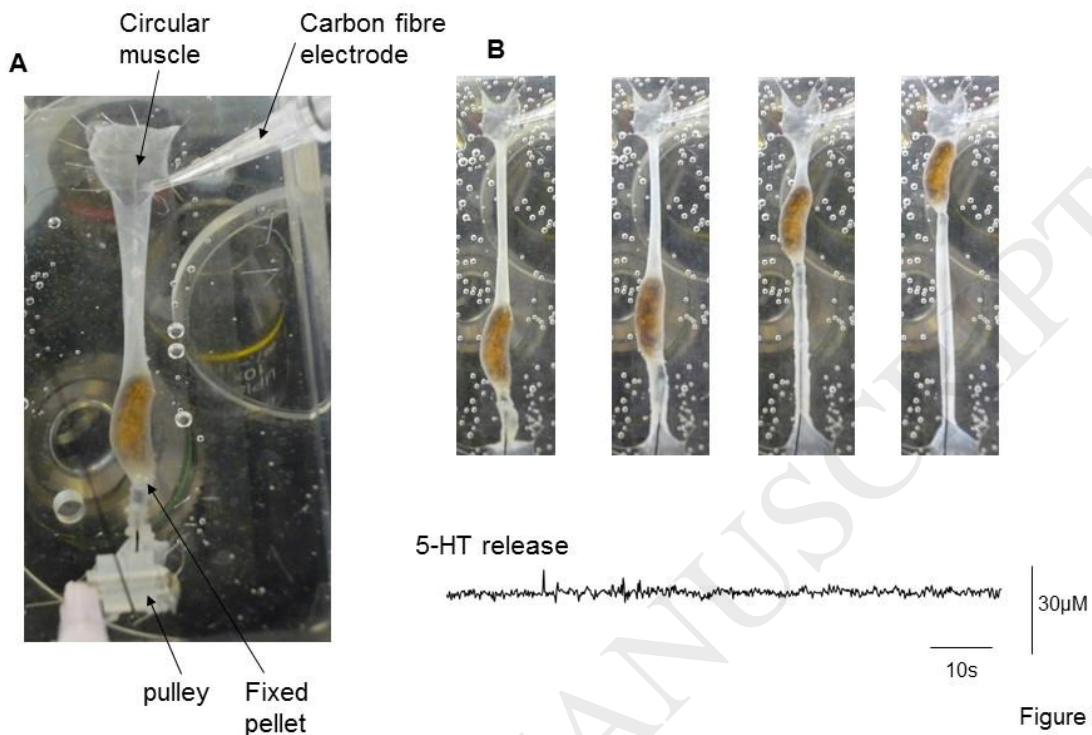 Circular
muscle
Carbon fibre
electrode
A
B
pulley
Fixed
pellet
5-HT release
30µM
10s
Figure